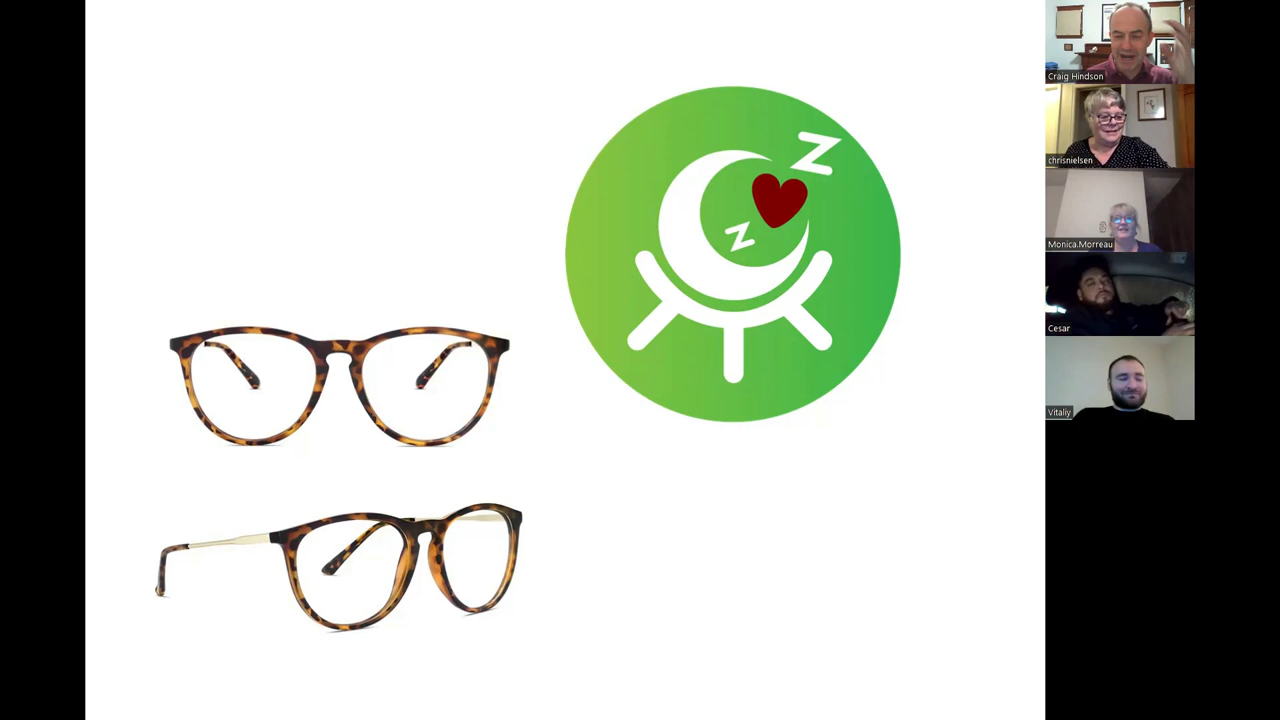 Z
Z
Craig Hindson
chrisnielsen
Monica.Morreau
Cesar
Vitaliy